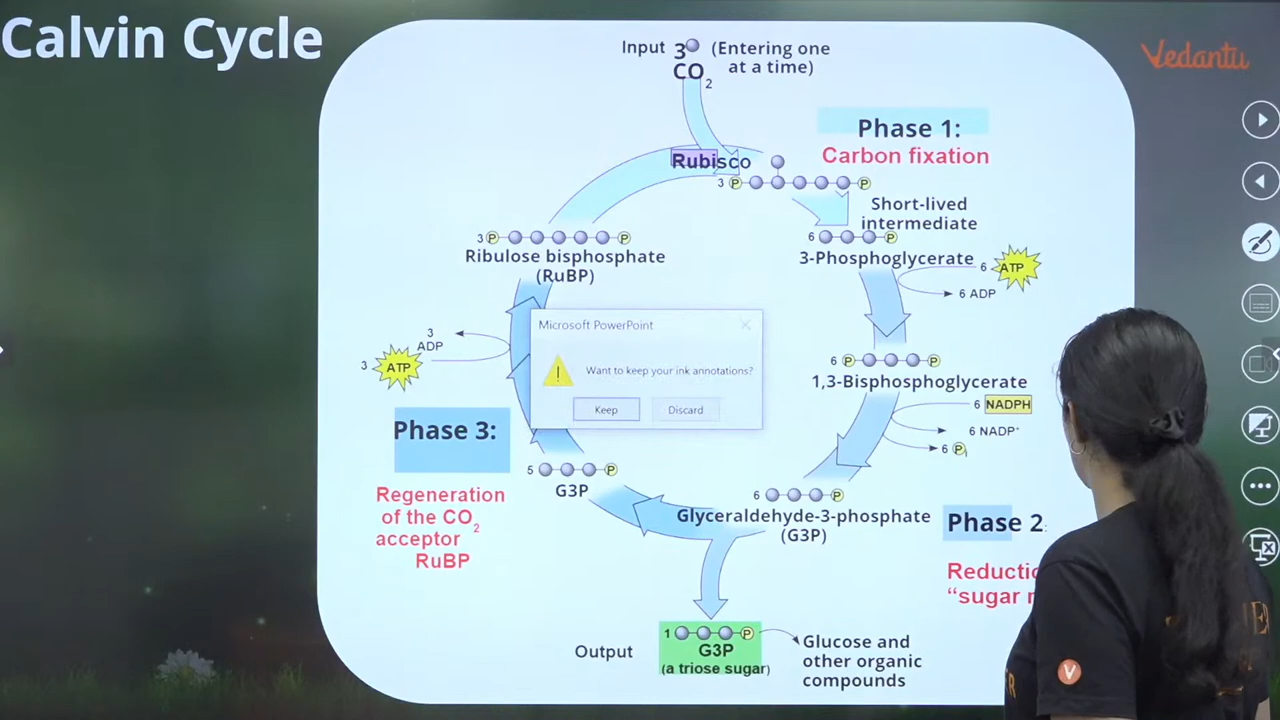 Calvin Cycle
Vedantu
Input 3 (Entering one
CO2 at a time)
Phase 1:
Carbon fixation
Rubisco
3 P P
Short-lived
intermediate
3 P P
Ribulose bisphosphate
(RuBP)
6 P
3-Phosphoglycerate
6 ATP
6 ADP
3
ADP
3 ATP
Microsoft PowerPoint
Want to keep your ink annotations?
Keep Discard
6 P P
1,3-Bisphosphoglycerate
6 NADPH
6 NADP+
6 P
Phase 3:
Regeneration
of the CO2
acceptor
RuBP
5 P
G3P
6 P
Glyceraldehyde-3-phosphate
(G3P)
Phase 2:
“sugar
Output
1 P
G3P
(a triose sugar)
Glucose and
other organic
compounds
V